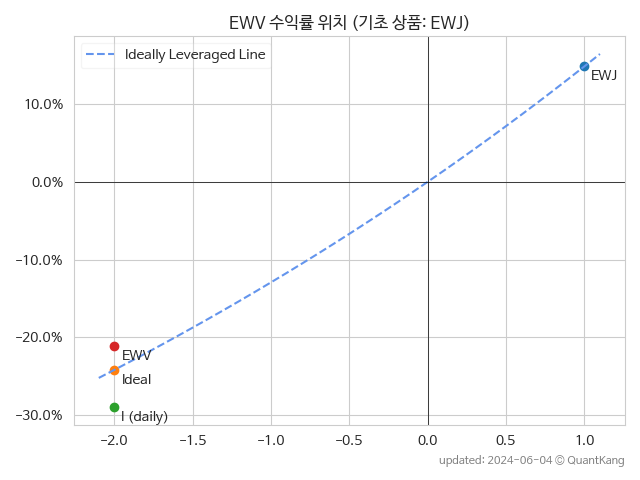 EWV 수익률 위치 (기초 상품: EWJ)
Ideally Leveraged Line
EWJ
10.0%
0.0%
-10.0%
-20.0%
EWV
Ideal
-30.0%
I (daily)
-2.0 -1.5 -1.0 -0.5 0.0 0.5 1.0
updated: 2024-06-04 © QuantKang